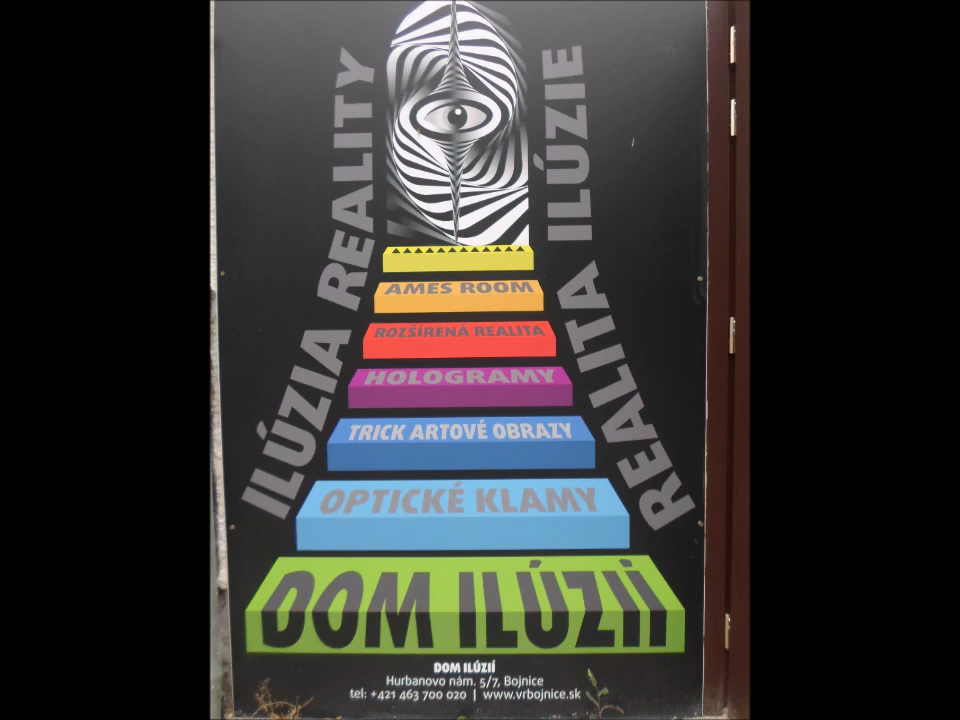 ILÚZIA REALITY
REALITA ILÚZIE
AMES ROOM
ROZŠÍRENÁ REALITA
HOLOGRAMY
TRICK ARTOVÉ OBRAZY
OPTICKÉ KLAMY
DOM ILÚZIÍ
DOM ILÚZIÍ
Hurbanovo nám. 5/7, Bojnice
tel: +421 463 700 020 | www.vrbojnice.sk